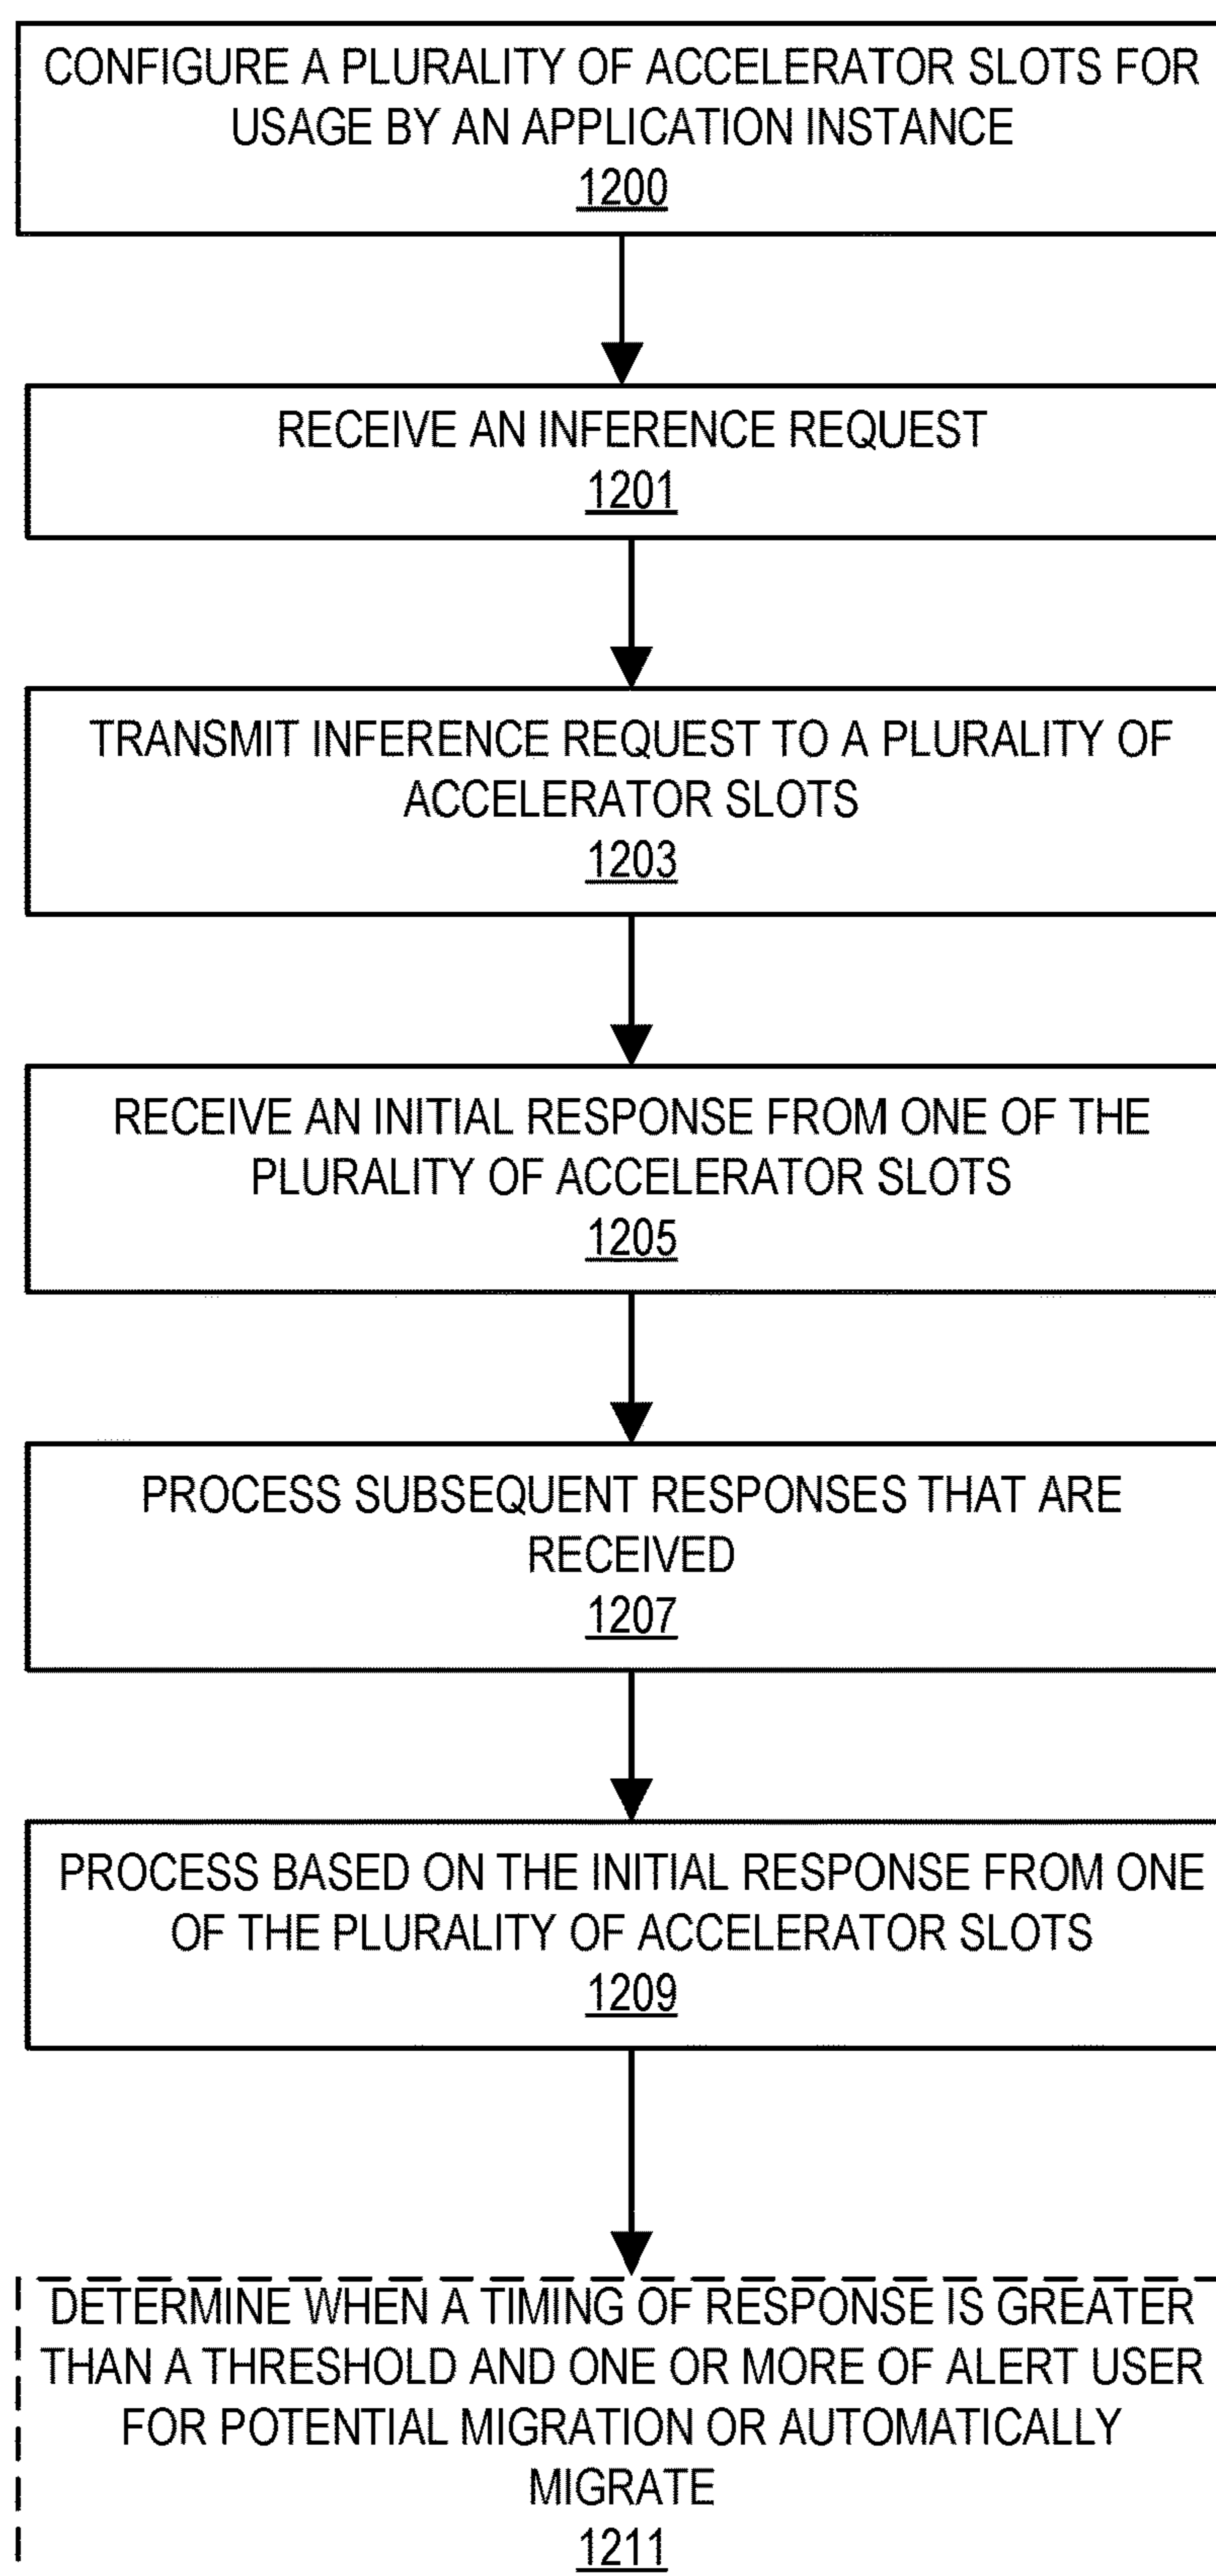 CONFIGURE A PLURALITY OF ACCELERATOR SLOTS FOR
USAGE BY AN APPLICATION INSTANCE
1200
RECEIVE AN INFERENCE REQUEST
1201
TRANSMIT INFERENCE REQUEST TO A PLURALITY OF
ACCELERATOR SLOTS
1203
RECEIVE AN INITIAL RESPONSE FROM ONE OF THE
PLURALITY OF ACCELERATOR SLOTS
1205
PROCESS SUBSEQUENT RESPONSES THAT ARE
RECEIVED
1207
PROCESS BASED ON THE INITIAL RESPONSE FROM ONE
OF THE PLURALITY OF ACCELERATOR SLOTS
1209
DETERMINE WHEN A TIMING OF RESPONSE IS GREATER
THAN A THRESHOLD AND ONE OR MORE OF ALERT USER
FOR POTENTIAL MIGRATION OR AUTOMATICALLY
MIGRATE
1211